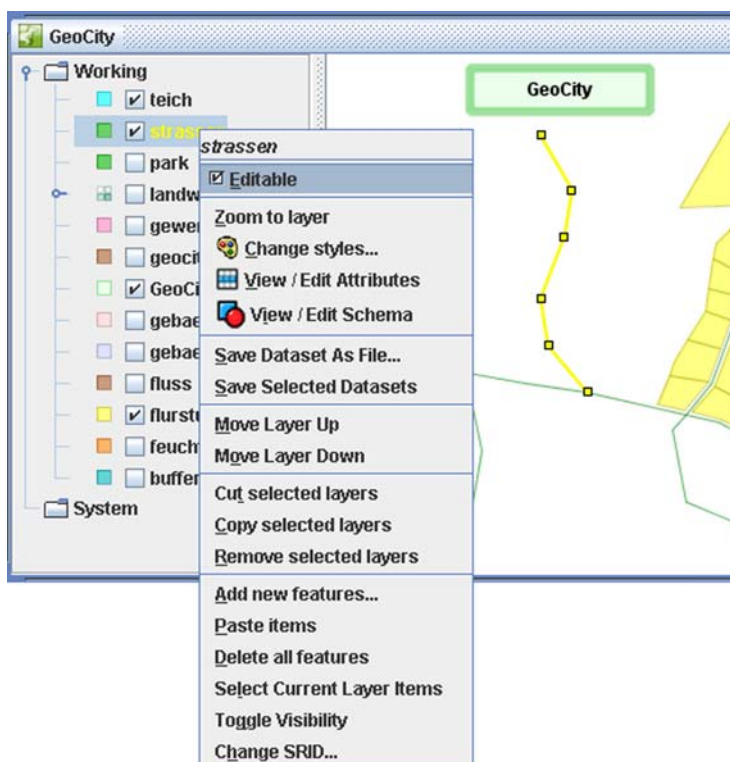 GeoCity
Working
teich
strassen
park
landw
gewer
geocit
GeoCi
gebae
gebae
fluss
flurstu
feuch
buffer
System
strassen
Editable
Zoom to layer
Change styles...
View / Edit Attributes
View / Edit Schema
Save Dataset As File...
Save Selected Datasets
Move Layer Up
Move Layer Down
Cut selected layers
Copy selected layers
Remove selected layers
Add new features...
Paste items
Delete all features
Select Current Layer Items
Toggle Visibility
Change SRID...
GeoCity